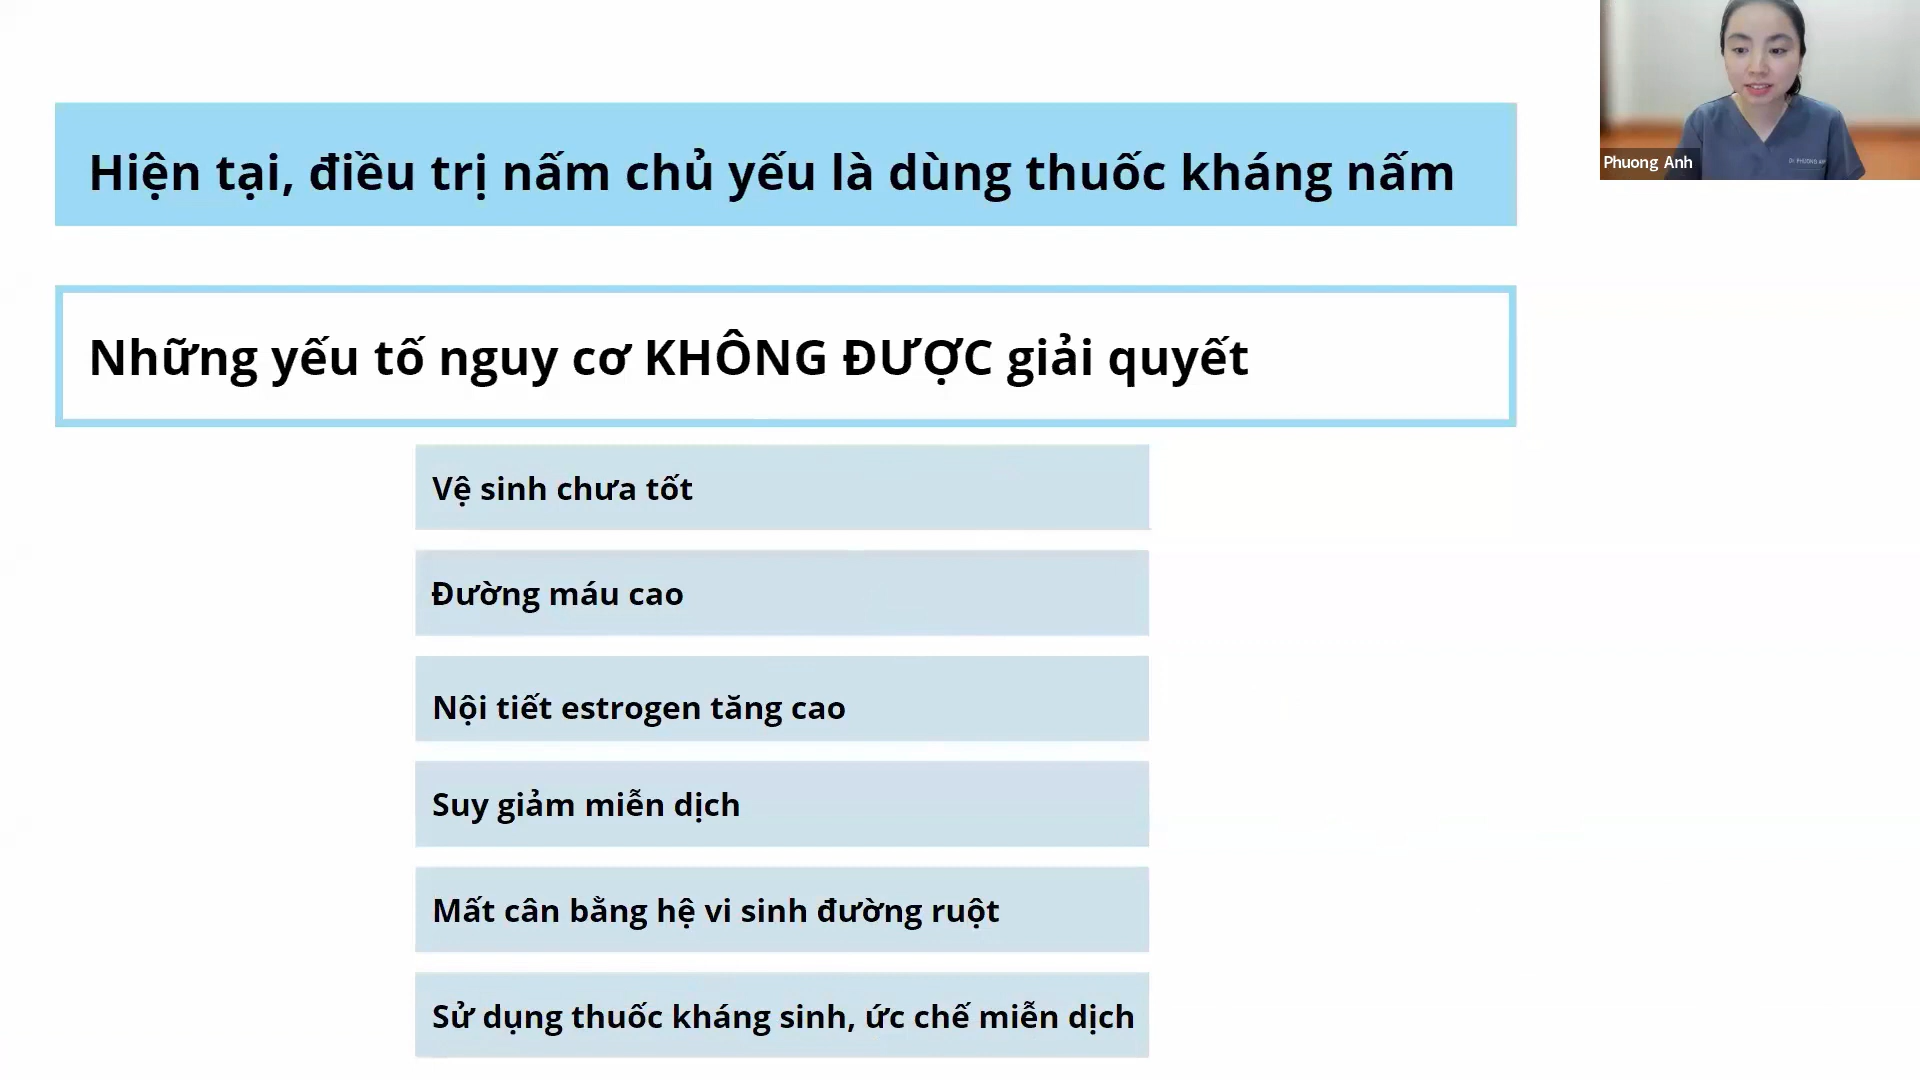 Hiện tại, điều trị nấm chủ yếu là dùng thuốc kháng nấm
Những yếu tố nguy cơ KHÔNG ĐƯỢC giải quyết
Vệ sinh chưa tốt
Đường máu cao
Nội tiết estrogen tăng cao
Suy giảm miễn dịch
Mất cân bằng hệ vi sinh đường ruột
Sử dụng thuốc kháng sinh, ức chế miễn dịch
Phuong Anh